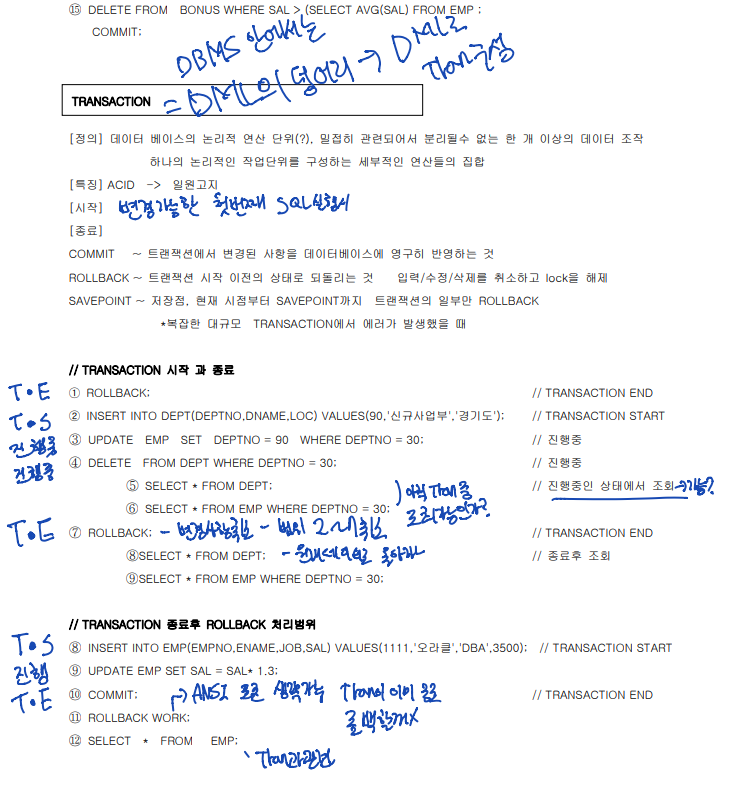 ⑮ DELETE FROM BONUS WHERE SAL > (SELECT AVG(SAL) FROM EMP ;
COMMIT;
DBMS 안에서는
TRANSACTION = DML의 덩어리 → DML로
Tran구성
[정의] 데이터 베이스의 논리적 연산 단위(?), 밀접히 관련되어서 분리될수 없는 한 개 이상의 데이터 조작
하나의 논리적인 작업단위를 구성하는 세부적인 연산들의 집합
[특징] ACID -> 일원고지
[시작] 변경가능한 첫번째 SQL실행시
[종료]
COMMIT ~ 트랜잭션에서 변경된 사항을 데이터베이스에 영구히 반영하는 것
ROLLBACK ~ 트랜잭션 시작 이전의 상태로 되돌리는 것 입력/수정/삭제를 취소하고 lock을 해제
SAVEPOINT ~ 저장점, 현재 시점부터 SAVEPOINT까지 트랜잭션의 일부만 ROLLBACK
*복잡한 대규모 TRANSACTION에서 에러가 발생했을 때
// TRANSACTION 시작 과 종료
T•E ① ROLLBACK; // TRANSACTION END
T•S ② INSERT INTO DEPT(DEPTNO,DNAME,LOC) VALUES(90,'신규사업부','경기도'); // TRANSACTION START
진행중 ③ UPDATE EMP SET DEPTNO = 90 WHERE DEPTNO = 30; // 진행중
진행중 ④ DELETE FROM DEPT WHERE DEPTNO = 30; // 진행중
⑤ SELECT * FROM DEPT; 아직 Tran중 // 진행중인 상태에서 조회→가능?
⑥ SELECT * FROM EMP WHERE DEPTNO = 30;
T•E ⑦ ROLLBACK; - 변경사항취소 - 범위 2~ 취소 // TRANSACTION END
⑧SELECT * FROM DEPT; - 원래 // 종료후 조회
⑨SELECT * FROM EMP WHERE DEPTNO = 30;
// TRANSACTION 종료후 ROLLBACK 처리범위
T•S ⑧ INSERT INTO EMP(EMPNO,ENAME,JOB,SAL) VALUES(1111,'오라클','DBA',3500); // TRANSACTION START
진행 ⑨ UPDATE EMP SET SAL = SAL* 1.3;
T•E ⑩ COMMIT; → ANSI 표준 생략가능 Tran이 이미 종료 // TRANSACTION END
⑪ ROLLBACK WORK; 롤백할게X
⑫ SELECT * FROM EMP;
Tran과관련